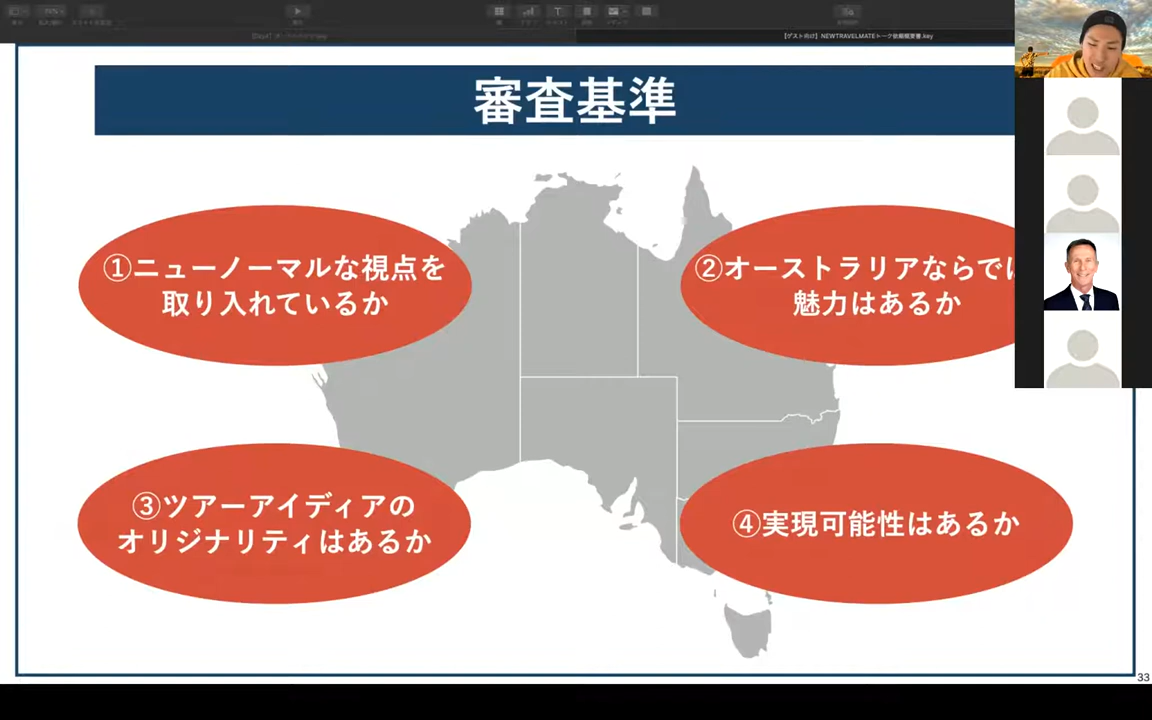 【ゲスト向け】NEWTRAVELMATEトーク依頼概要書.key
審査基準
①ニューノーマルな視点を
取り入れているか
②オーストラリアならでは
魅力はあるか
③ツアーアイディアの
オリジナリティはあるか
④実現可能性はあるか
33